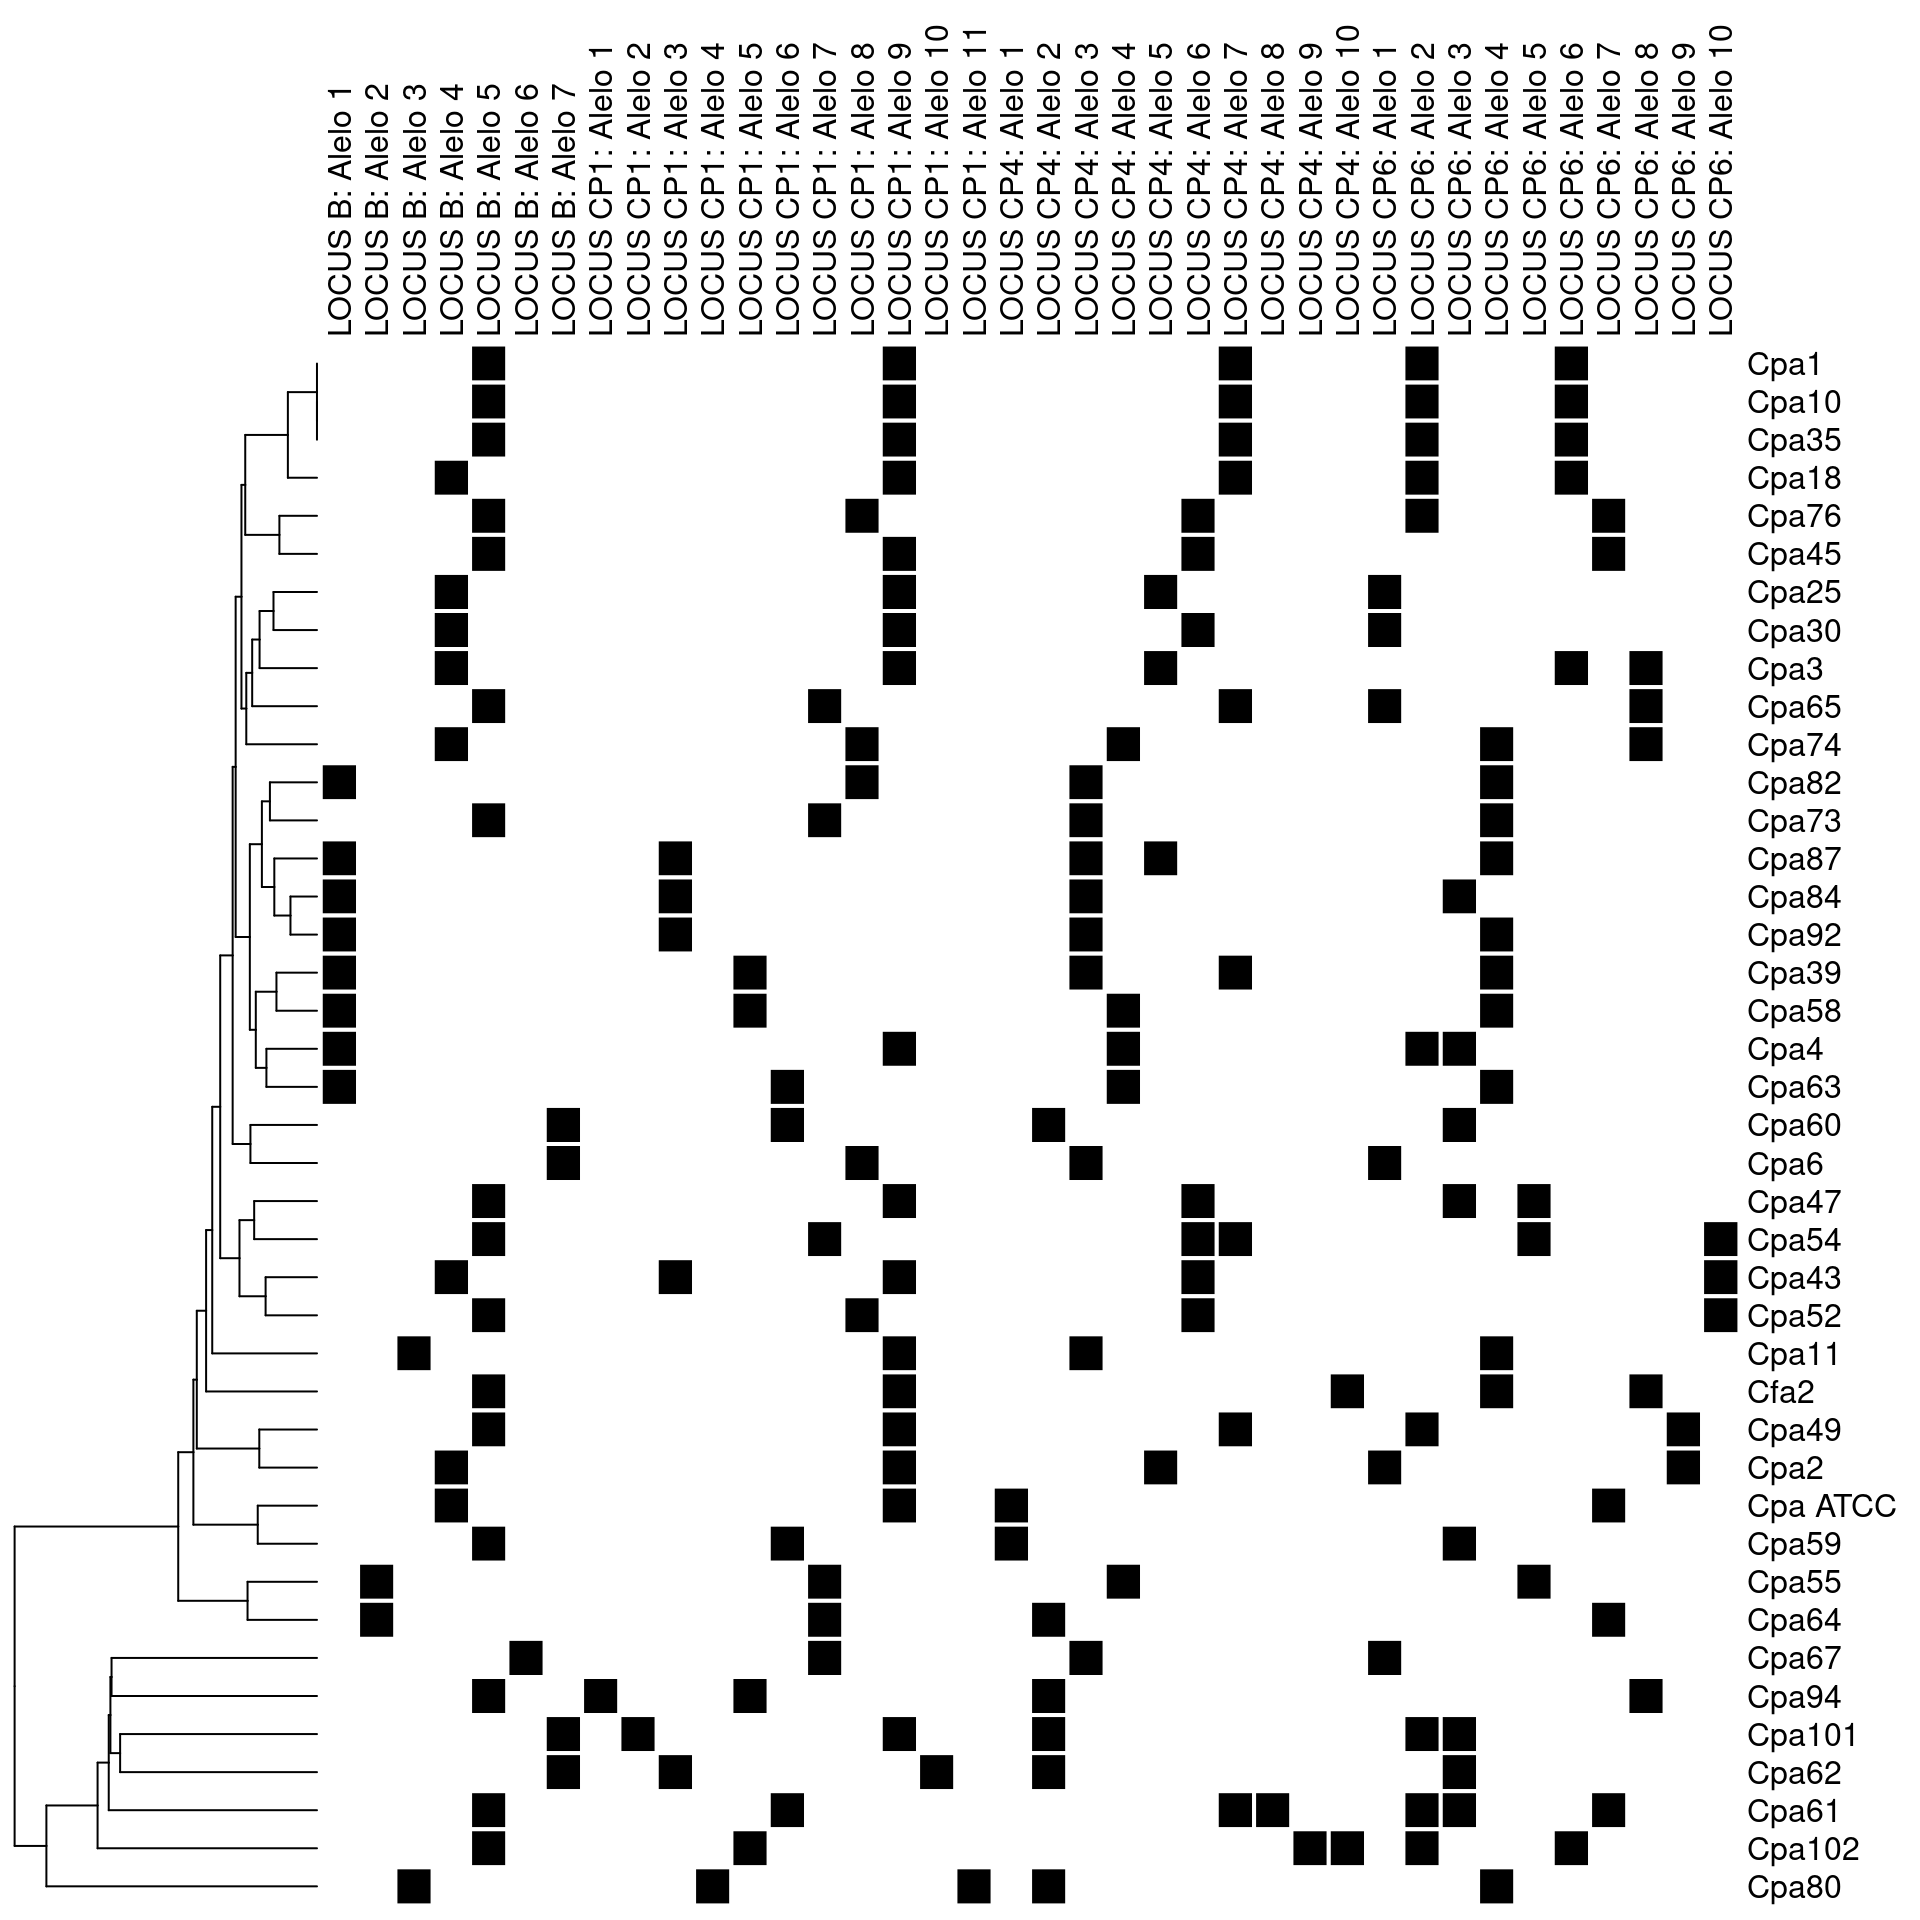 LOCUS B: Alelo 1
LOCUS B: Alelo 2
LOCUS B: Alelo 3
LOCUS B: Alelo 4
LOCUS B: Alelo 5
LOCUS B: Alelo 6
LOCUS B: Alelo 7
LOCUS CP1: Alelo 1
LOCUS CP1: Alelo 2
LOCUS CP1: Alelo 3
LOCUS CP1: Alelo 4
LOCUS CP1: Alelo 5
LOCUS CP1: Alelo 6
LOCUS CP1: Alelo 7
LOCUS CP1: Alelo 8
LOCUS CP1: Alelo 9
LOCUS CP1: Alelo 10
LOCUS CP1: Alelo 11
LOCUS CP4: Alelo 1
LOCUS CP4: Alelo 2
LOCUS CP4: Alelo 3
LOCUS CP4: Alelo 4
LOCUS CP4: Alelo 5
LOCUS CP4: Alelo 6
LOCUS CP4: Alelo 7
LOCUS CP4: Alelo 8
LOCUS CP4: Alelo 9
LOCUS CP4: Alelo 10
LOCUS CP6: Alelo 1
LOCUS CP6: Alelo 2
LOCUS CP6: Alelo 3
LOCUS CP6: Alelo 4
LOCUS CP6: Alelo 5
LOCUS CP6: Alelo 6
LOCUS CP6: Alelo 7
LOCUS CP6: Alelo 8
LOCUS CP6: Alelo 9
LOCUS CP6: Alelo 10
Cpa1
Cpa10
Cpa35
Cpa18
Cpa76
Cpa45
Cpa25
Cpa30
Cpa3
Cpa65
Cpa74
Cpa82
Cpa73
Cpa87
Cpa84
Cpa92
Cpa39
Cpa58
Cpa4
Cpa63
Cpa60
Cpa6
Cpa47
Cpa54
Cpa43
Cpa52
Cpa11
Cfa2
Cpa49
Cpa2
Cpa ATCC
Cpa59
Cpa55
Cpa64
Cpa67
Cpa94
Cpa101
Cpa62
Cpa61
Cpa102
Cpa80